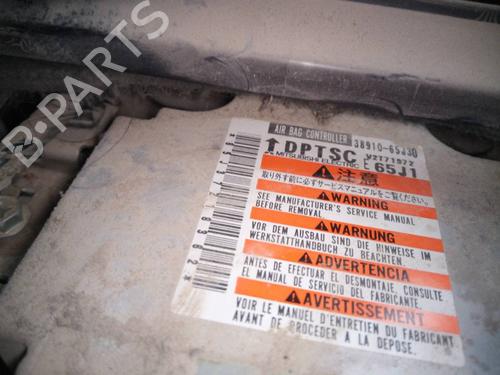 B-PARTS
AIR BAG CONTROLLER 38910-65J30
↑DPTSC W2T71972
MITSUBISHI ELECTRIC C 65J1
⚠注意
取り外す前に必ずサービスマニュアルをご覧ください。
⚠WARNING
SEE MANUFACTURER'S SERVICE MANUAL
BEFORE REMOVAL.
⚠WARNUNG
VOR DEM AUSBAU SIND DIE HINWEISE IM
WERKSTATTHANDBUCH ZU BEACHTEN.
⚠ADVERTENCIA
ANTES DE EFECTUAR EL DESMONTAJE, CONSULTE
EL MANUAL DE SERVICIO DEL FABRICANTE.
⚠AVERTISSEMENT
VOIR LE MANUEL D'ENTRETIEN DU FABRICANT
AVANT DE PROCEDER A LA DEPOSE.